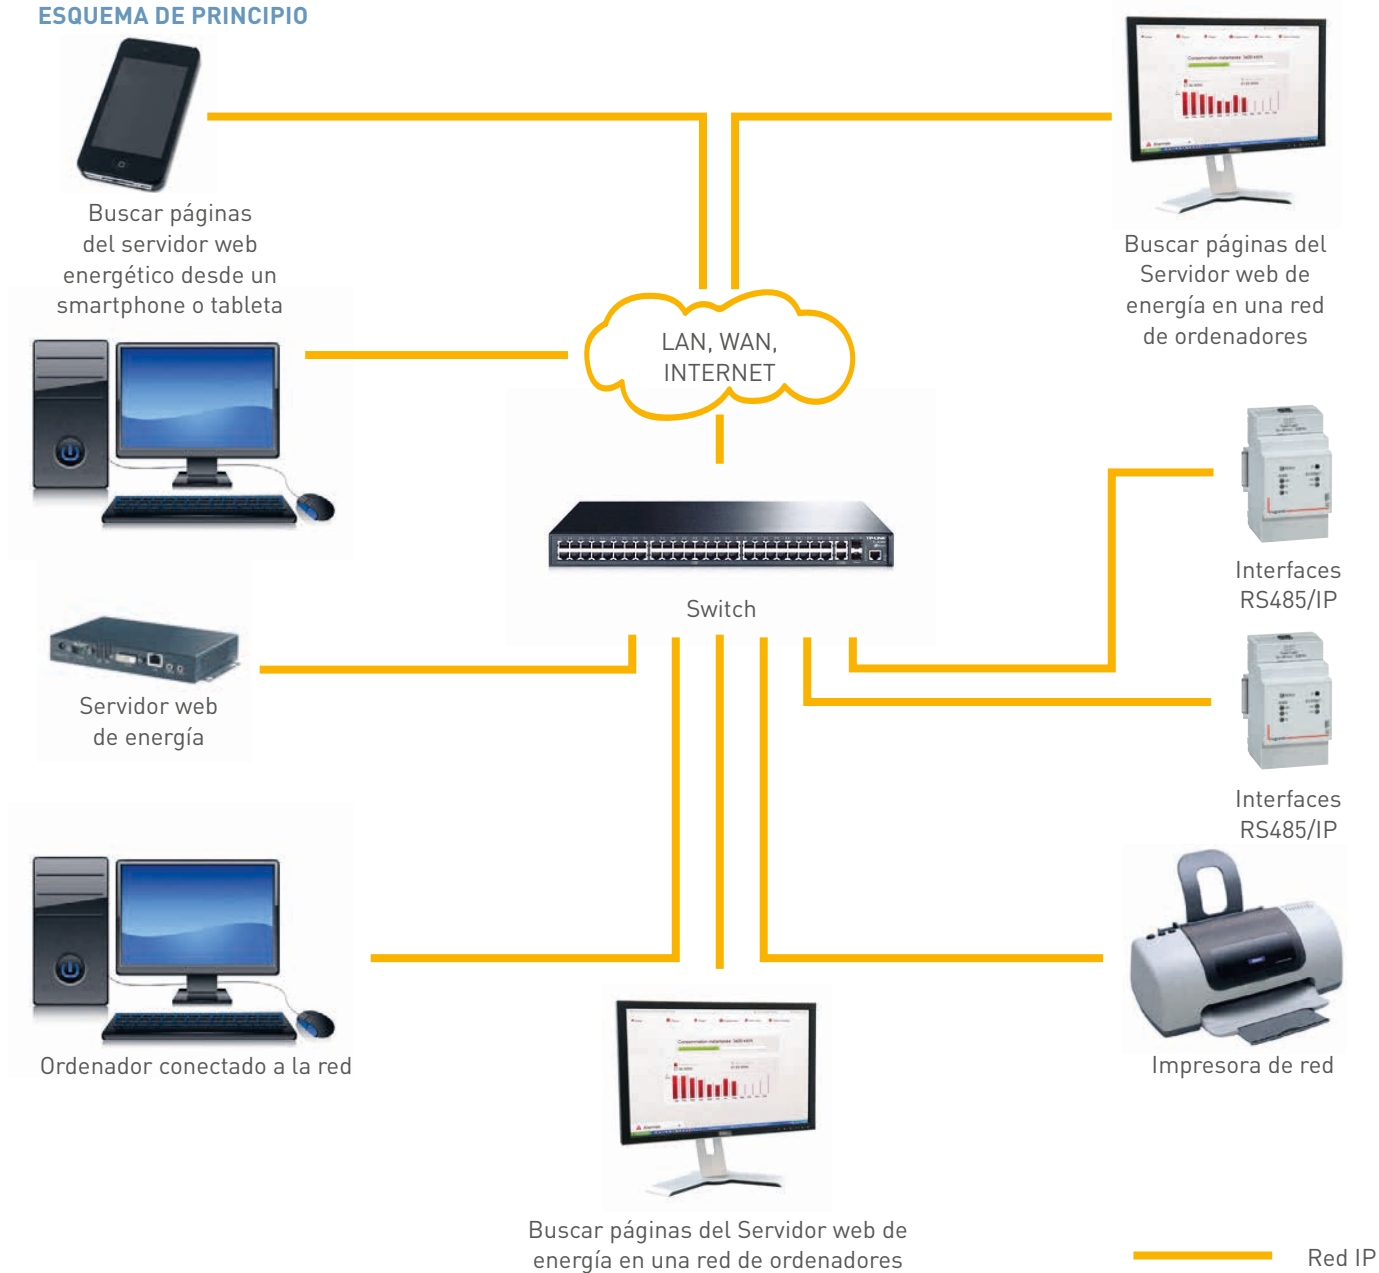 ESQUEMA DE PRINCIPIO
Buscar páginas
del servidor web
energético desde un
smartphone o tableta
Buscar páginas del
Servidor web de
energía en una red
de ordenadores
LAN, WAN,
INTERNET
TP-LINK
Switch
Interfaces
RS485/IP
Servidor web
de energía
Interfaces
RS485/IP
Ordenador conectado a la red
Impresora de red
Buscar páginas del Servidor web de
energía en una red de ordenadores
Red IP